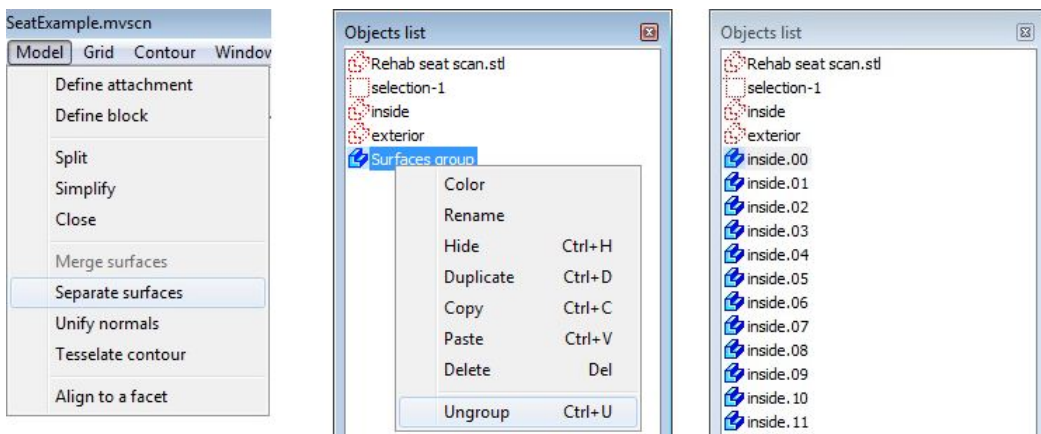 SeatExample.mvscn
Model Grid Contour Window
Define attachment
Define block
Split
Simplify
Close
Merge surfaces
Separate surfaces
Unify normals
Tesselate contour
Align to a facet
Objects list
Rehab seat scan.stl
selection-1
inside
exterior
Surfaces group
Color
Rename
Hide Ctrl+H
Duplicate Ctrl+D
Copy Ctrl+C
Paste Ctrl+V
Delete Del
Ungroup Ctrl+U
Objects list
Rehab seat scan.stl
selection-1
inside
exterior
inside.00
inside.01
inside.02
inside.03
inside.04
inside.05
inside.06
inside.07
inside.08
inside.09
inside.10
inside.11